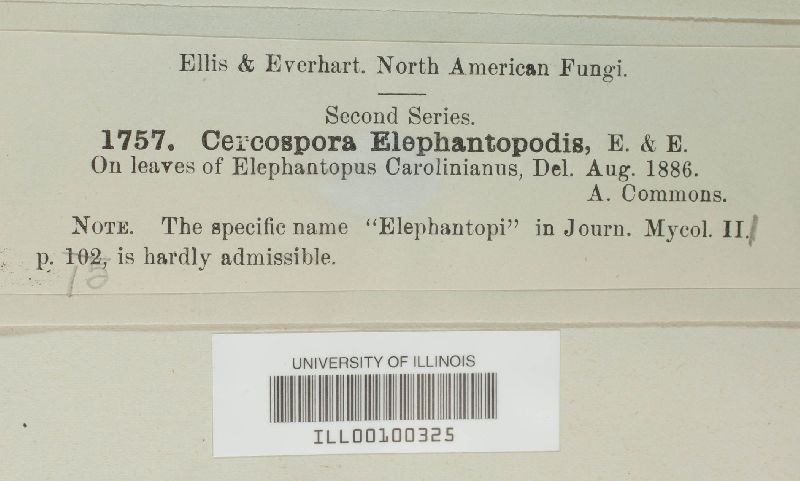 Ellis & Everhart. North American Fungi.
Second Series.
1757. Cercospora Elephantopodis, E. & E.
On leaves of Elephantopus Carolinianus, Del. Aug. 1886.
A. Commons.
NOTE. The specific name "Elephantopi" in Journ. Mycol. II.
p. 102, is hardly admissible.
15
UNIVERSITY OF ILLINOIS
ILL00100325